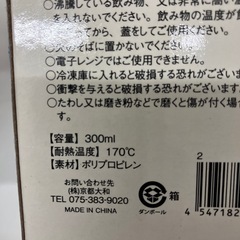 沸騰している飲み物、又は非常に高い温
れないでください。飲み物の温度が
がってから、蓋をしてご使用ください。
火のそばに置かないでください。
○電子レンジではご使用できません。
○冷凍庫に入れると破損する恐れがございます
○衝撃を与えると破損する恐れがございます。
○たわし又は磨き粉などで磨くと傷が付く場合
【容量】300ml
【耐熱温度】170℃
【素材】ポリプロピレン
お問い合わせ先
(株)京都大和
TEL 075-383-9020
MADE IN CHINA
箱
ダンボール
2
4 547182